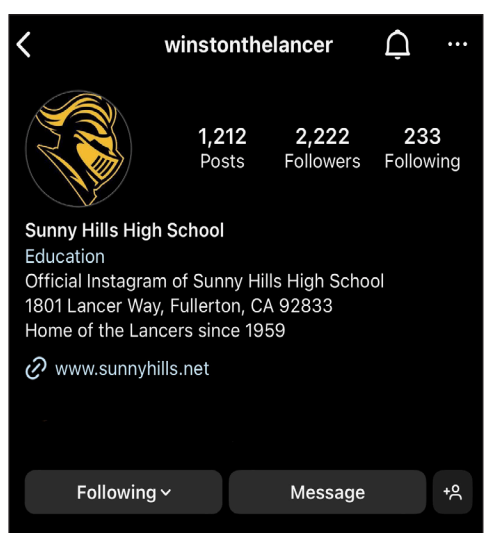 winstonthelancer
1,212 2,222 233
Posts Followers Following
Sunny Hills High School
Education
Official Instagram of Sunny Hills High School
1801 Lancer Way, Fullerton, CA 92833
Home of the Lancers since 1959
www.sunnyhills.net
Following Message